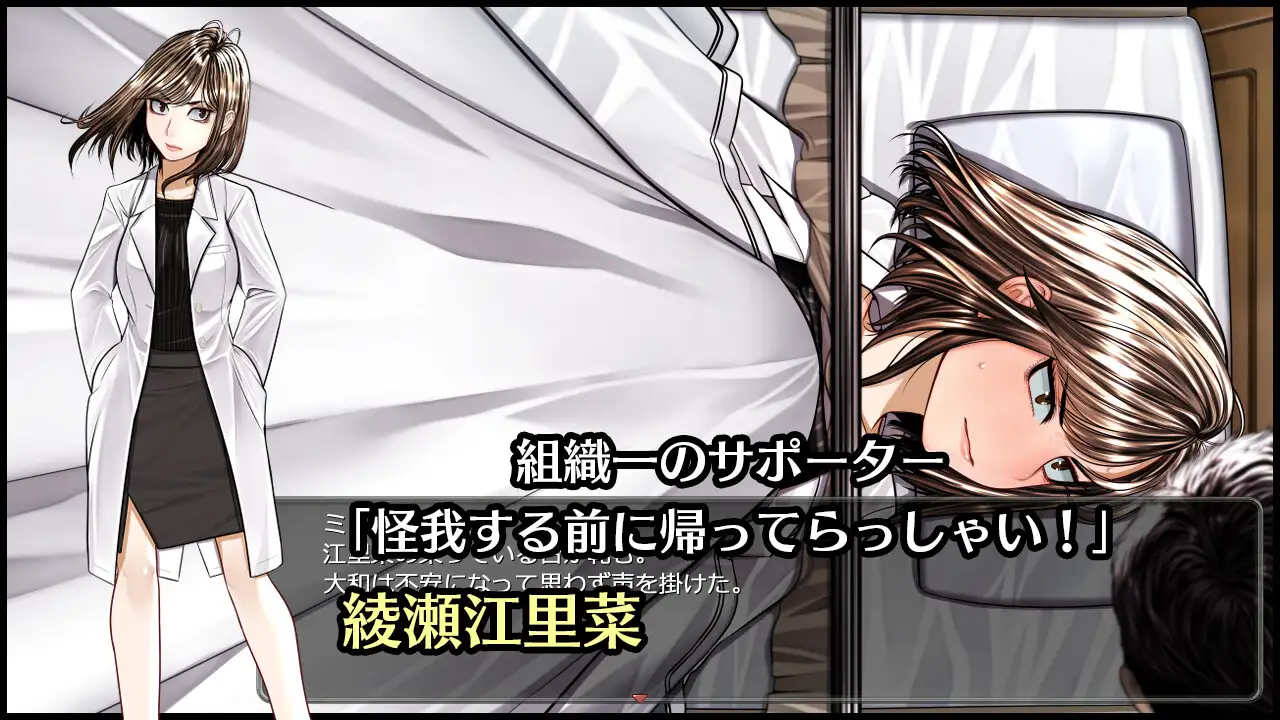 組織一のサポーター
「怪我する前に帰ってらっしゃい！」
大和は不安になって思わず声を掛けた。
綾瀬江里菜